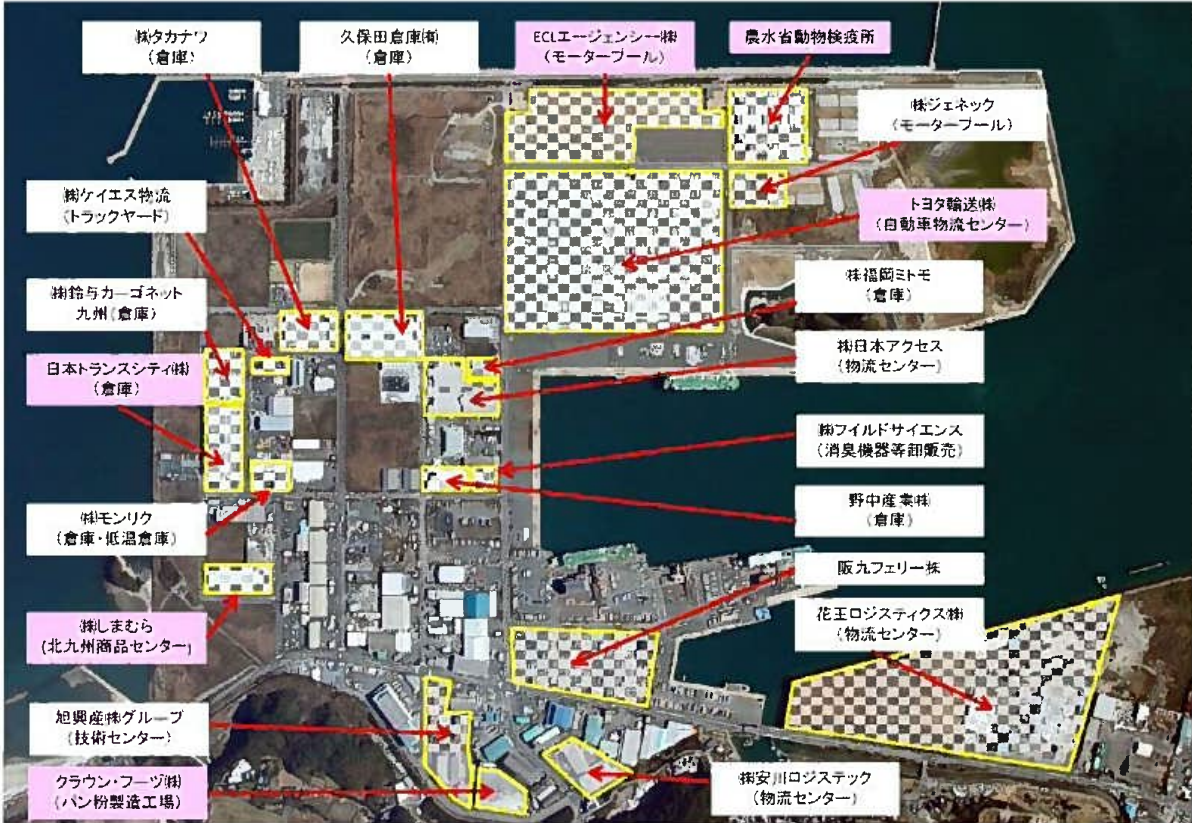 ㈱タカナワ
(倉庫)
久保田倉庫㈲
(倉庫)
ECLエージェンシー㈱
(モータープール)
農水省動物検疫所
㈱ジェネック
(モータープール)
㈱ケイエス物流
(トラックヤード)
トヨタ輸送㈱
(自動車物流センター)
㈱鈴与カーゴネット
九州(倉庫)
㈱福岡ミトモ
(倉庫)
日本トランスシティ㈱
(倉庫)
㈱日本アクセス
(物流センター)
㈱フイルドサイエンス
(消臭機器等卸販売)
㈱モンリク
(倉庫・低温倉庫)
野中産業㈱
(倉庫)
阪九フェリー㈱
㈱しまむら
(北九州商品センター)
花王ロジスティクス㈱
(物流センター)
旭興産㈱グループ
(技術センター)
クラウン・フーヅ㈱
(パン粉製造工場)
㈱安川ロジステック
(物流センター)